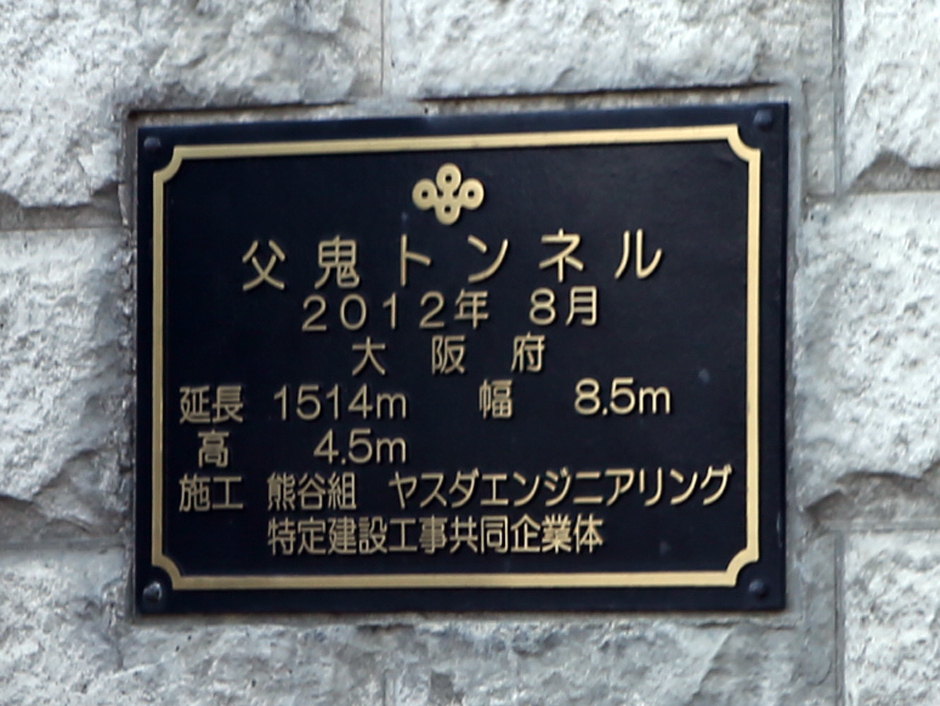 父鬼トンネル
2012年 8月
大阪府
延長 1514m 幅 8.5m
高 4.5m
施工 熊谷組 ヤスダエンジニアリング
特定建設工事共同企業体